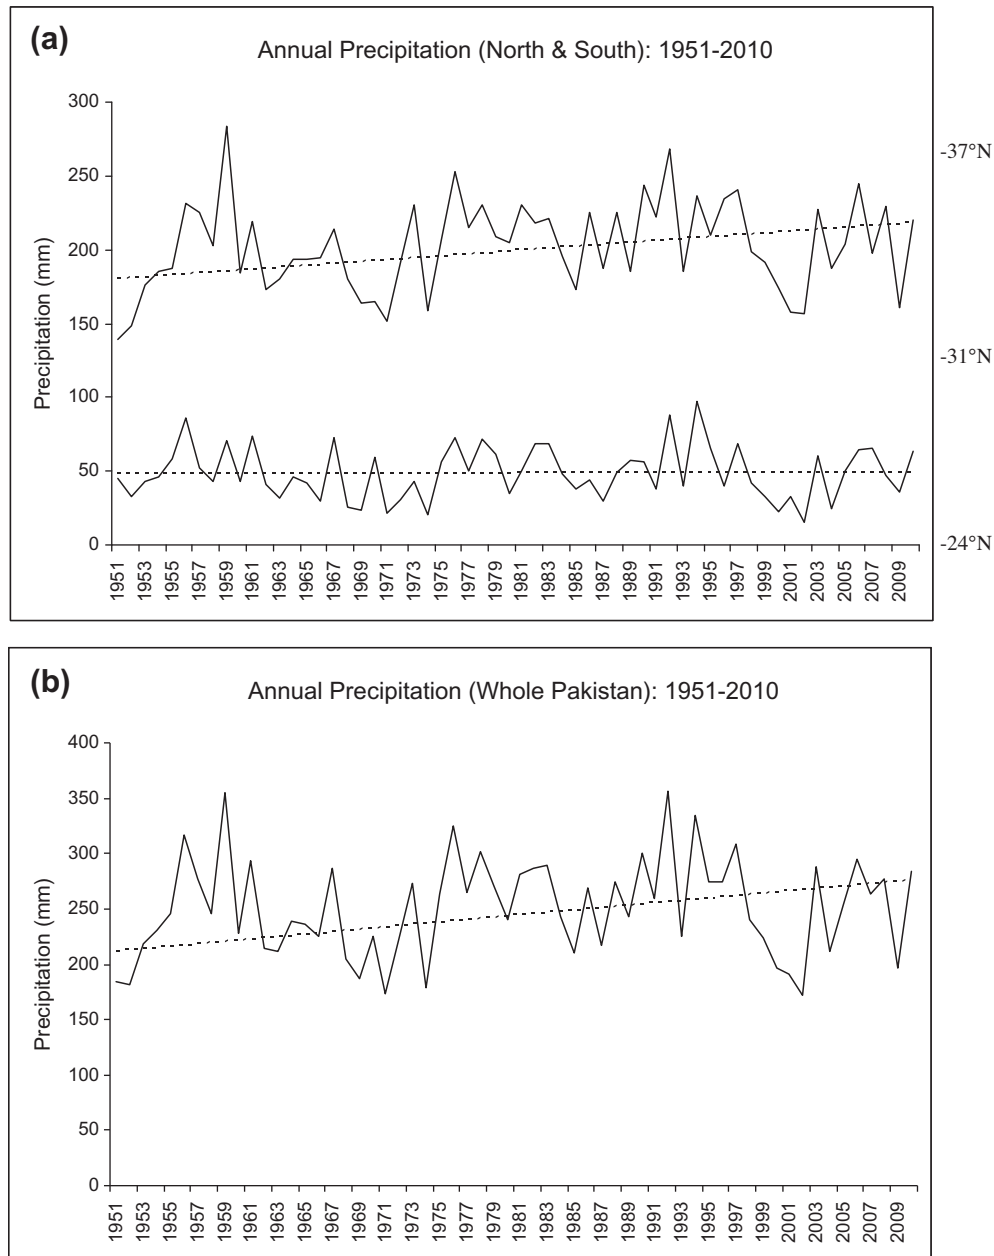 (a)
Annual Precipitation (North & South): 1951-2010
Precipitation (mm)
300
250
200
150
100
50
0
-37°N
-31°N
-24°N
1951 1953 1955 1957 1959 1961 1963 1965 1967 1969 1971 1973 1975 1977 1979 1981 1983 1985 1987 1989 1991 1993 1995 1997 1999 2001 2003 2005 2007 2009
(b)
Annual Precipitation (Whole Pakistan): 1951-2010
Precipitation (mm)
400
350
300
250
200
150
100
50
0
1951 1953 1955 1957 1959 1961 1963 1965 1967 1969 1971 1973 1975 1977 1979 1981 1983 1985 1987 1989 1991 1993 1995 1997 1999 2001 2003 2005 2007 2009